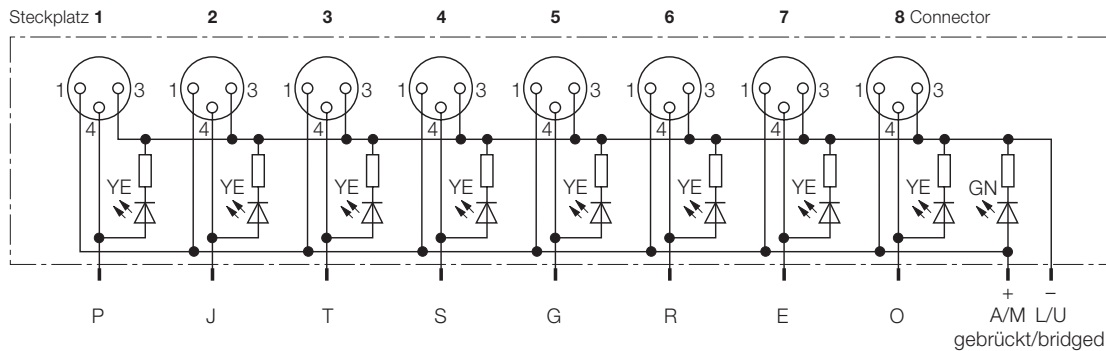 Steckplatz 1 2 3 4 5 6 7 8 Connector
1 3 1 3 1 3 1 3 1 3 1 3 1 3 1 3
4 4 4 4 4 4 4 4
YE YE YE YE YE YE YE YE GN
+ −
P J T S G R E O A/M L/U
gebrückt/bridged